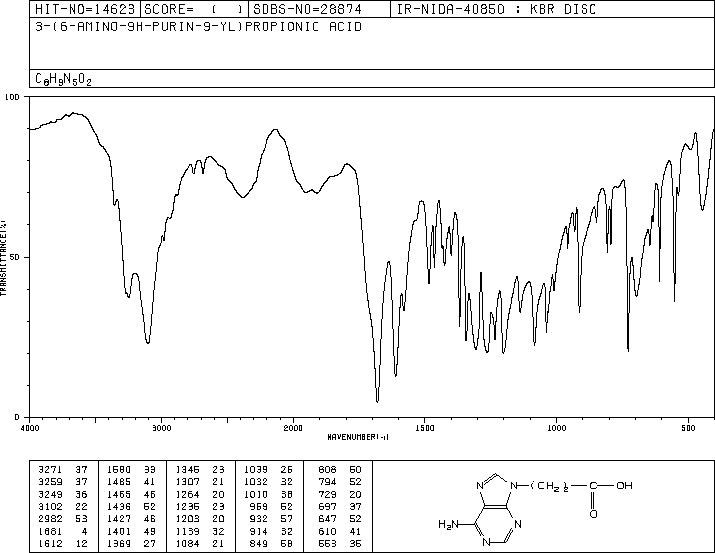 HIT-NO=14623 SCORE= ( ) SDBS-NO=28874 IR-NIDA-40850 : KBR DISC
3-(6-AMINO-9H-PURIN-9-YL)PROPIONIC ACID
C8H9N5O2
100
TRANSMITTANCE(%)
50
0
4000 3000 2000 1500 1000 500
WAVENUMBER(-1)
3271 37 1580 33 1346 23 1039 26 808 50
3259 37 1485 41 1307 21 1032 32 794 52
3249 36 1465 46 1264 20 1010 38 729 20
3102 22 1436 52 1235 23 959 52 697 37
2982 53 1427 46 1203 20 932 57 647 52
1681 4 1401 49 1139 32 914 32 610 41
1612 12 1369 27 1084 21 849 58 553 35
N N -(CH2)2- C OH
O
H2N N N